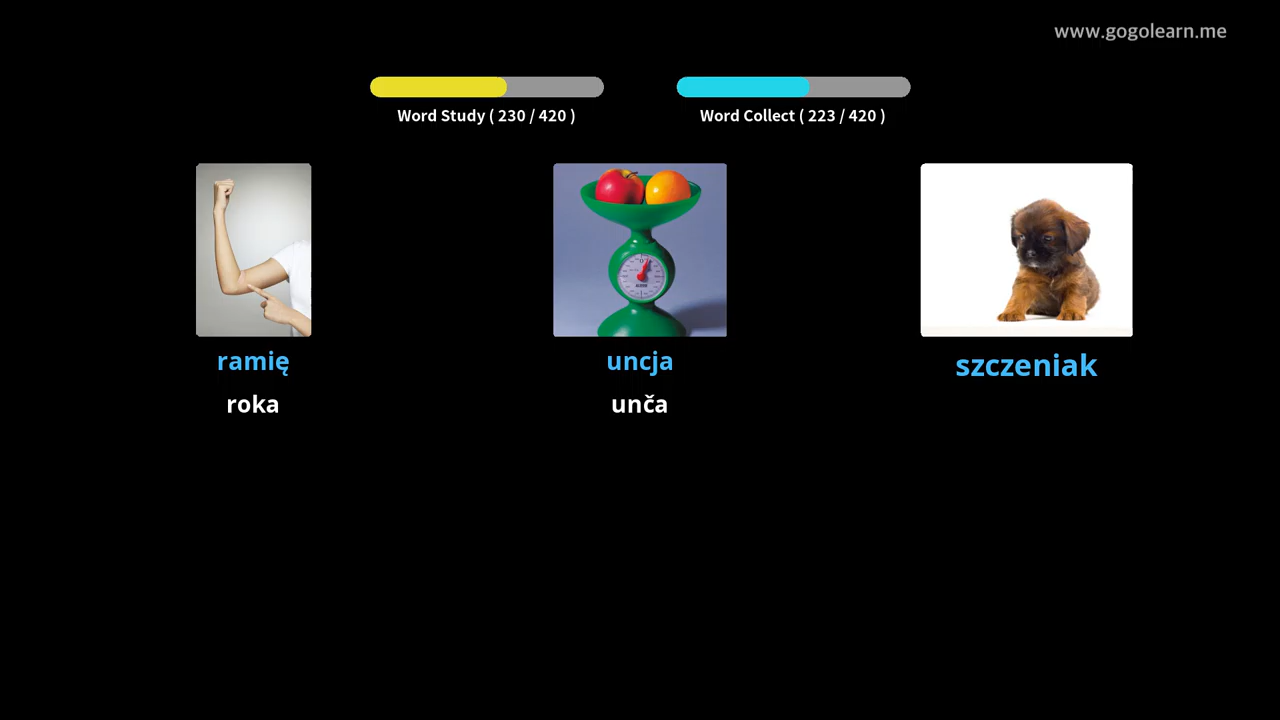 www.gogolearn.me
Word Study ( 230 / 420 )
Word Collect ( 223 / 420 )
ramię
uncja
szczeniak
roka
unča